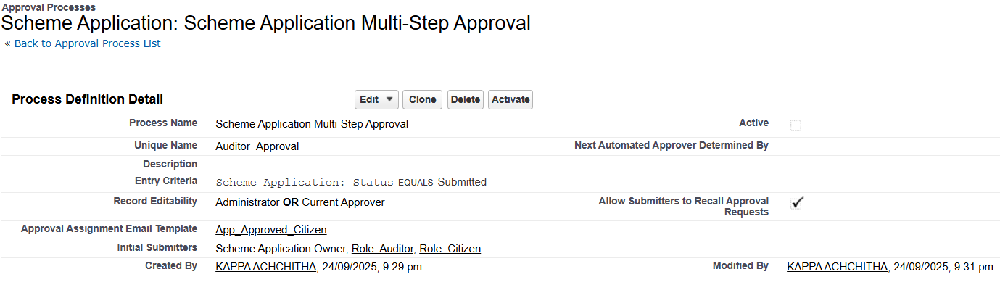 Approval Processes
Scheme Application: Scheme Application Multi-Step Approval
« Back to Approval Process List
Process Definition Detail
Edit ▼ Clone Delete Activate
Process Name Scheme Application Multi-Step Approval Active
Unique Name Auditor_Approval Next Automated Approver Determined By
Description
Entry Criteria Scheme Application: Status EQUALS Submitted
Record Editability Administrator OR Current Approver Allow Submitters to Recall Approval
Requests
Approval Assignment Email Template App_Approved_Citizen
Initial Submitters Scheme Application Owner, Role: Auditor, Role: Citizen
Created By KAPPA ACHCHITHA, 24/09/2025, 9:29 pm Modified By KAPPA ACHCHITHA, 24/09/2025, 9:31 pm